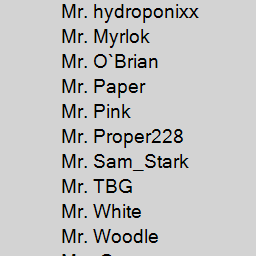 Mr. hydroponixx
Mr. Myrlok
Mr. O`Brian
Mr. Paper
Mr. Pink
Mr. Proper228
Mr. Sam_Stark
Mr. TBG
Mr. White
Mr. Woodle